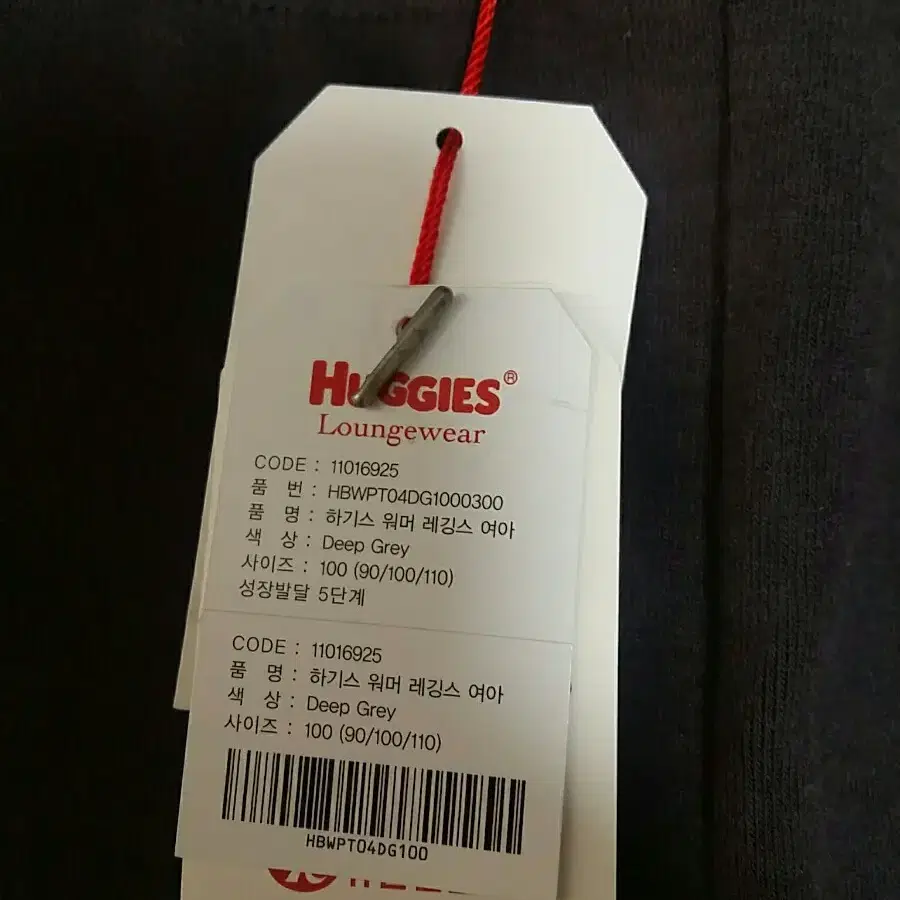 HUGGIES®
Loungewear
CODE : 11016925
품 번 : HBWPT04DG1000300
품 명 : 하기스 워머 레깅스 여아
색 상 : Deep Grey
사이즈 : 100 (90/100/110)
성장발달 5단계
CODE : 11016925
품 명 : 하기스 워머 레깅스 여아
색 상 : Deep Grey
사이즈 : 100 (90/100/110)
HBWPT04DG100